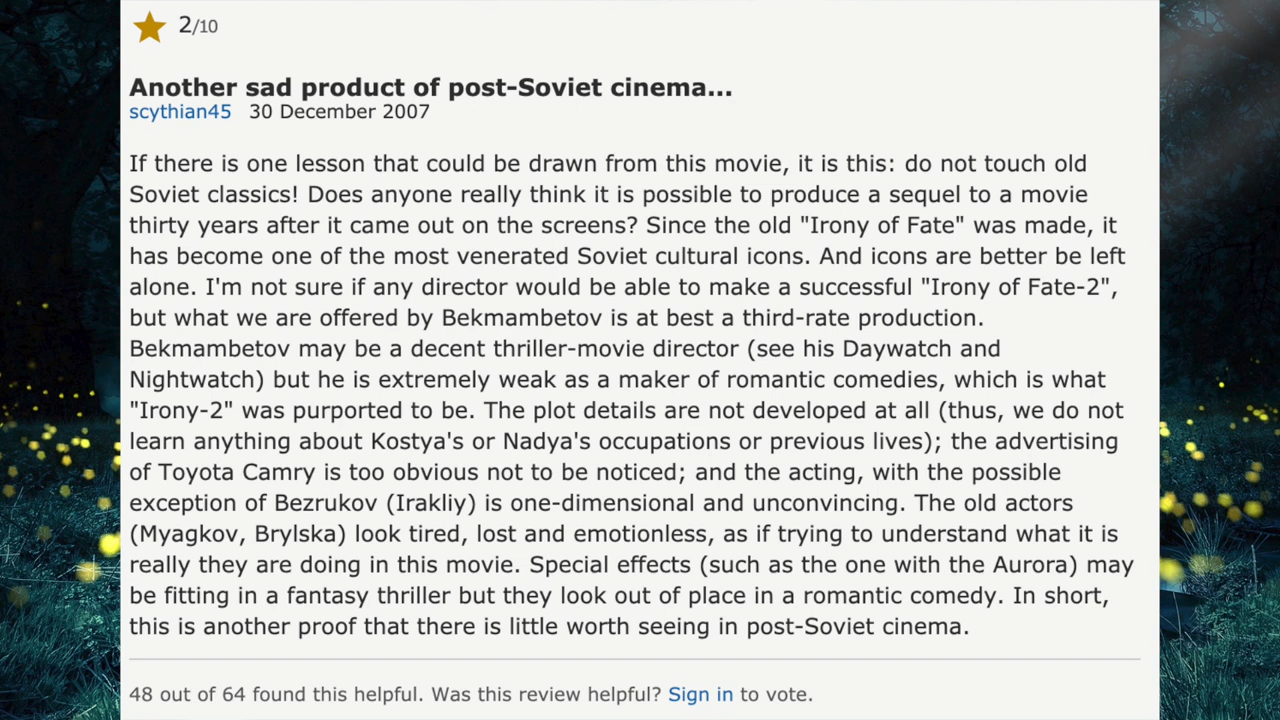 2/10
Another sad product of post-Soviet cinema...
scythian45 30 December 2007
If there is one lesson that could be drawn from this movie, it is this: do not touch old
Soviet classics! Does anyone really think it is possible to produce a sequel to a movie
thirty years after it came out on the screens? Since the old "Irony of Fate" was made, it
has become one of the most venerated Soviet cultural icons. And icons are better be left
alone. I'm not sure if any director would be able to make a successful "Irony of Fate-2",
but what we are offered by Bekmambetov is at best a third-rate production.
Bekmambetov may be a decent thriller-movie director (see his Daywatch and
Nightwatch) but he is extremely weak as a maker of romantic comedies, which is what
"Irony-2" was purported to be. The plot details are not developed at all (thus, we do not
learn anything about Kostya's or Nadya's occupations or previous lives); the advertising
of Toyota Camry is too obvious not to be noticed; and the acting, with the possible
exception of Bezrukov (Irakliy) is one-dimensional and unconvincing. The old actors
(Myagkov, Brylska) look tired, lost and emotionless, as if trying to understand what it is
really they are doing in this movie. Special effects (such as the one with the Aurora) may
be fitting in a fantasy thriller but they look out of place in a romantic comedy. In short,
this is another proof that there is little worth seeing in post-Soviet cinema.
48 out of 64 found this helpful. Was this review helpful? Sign in to vote.